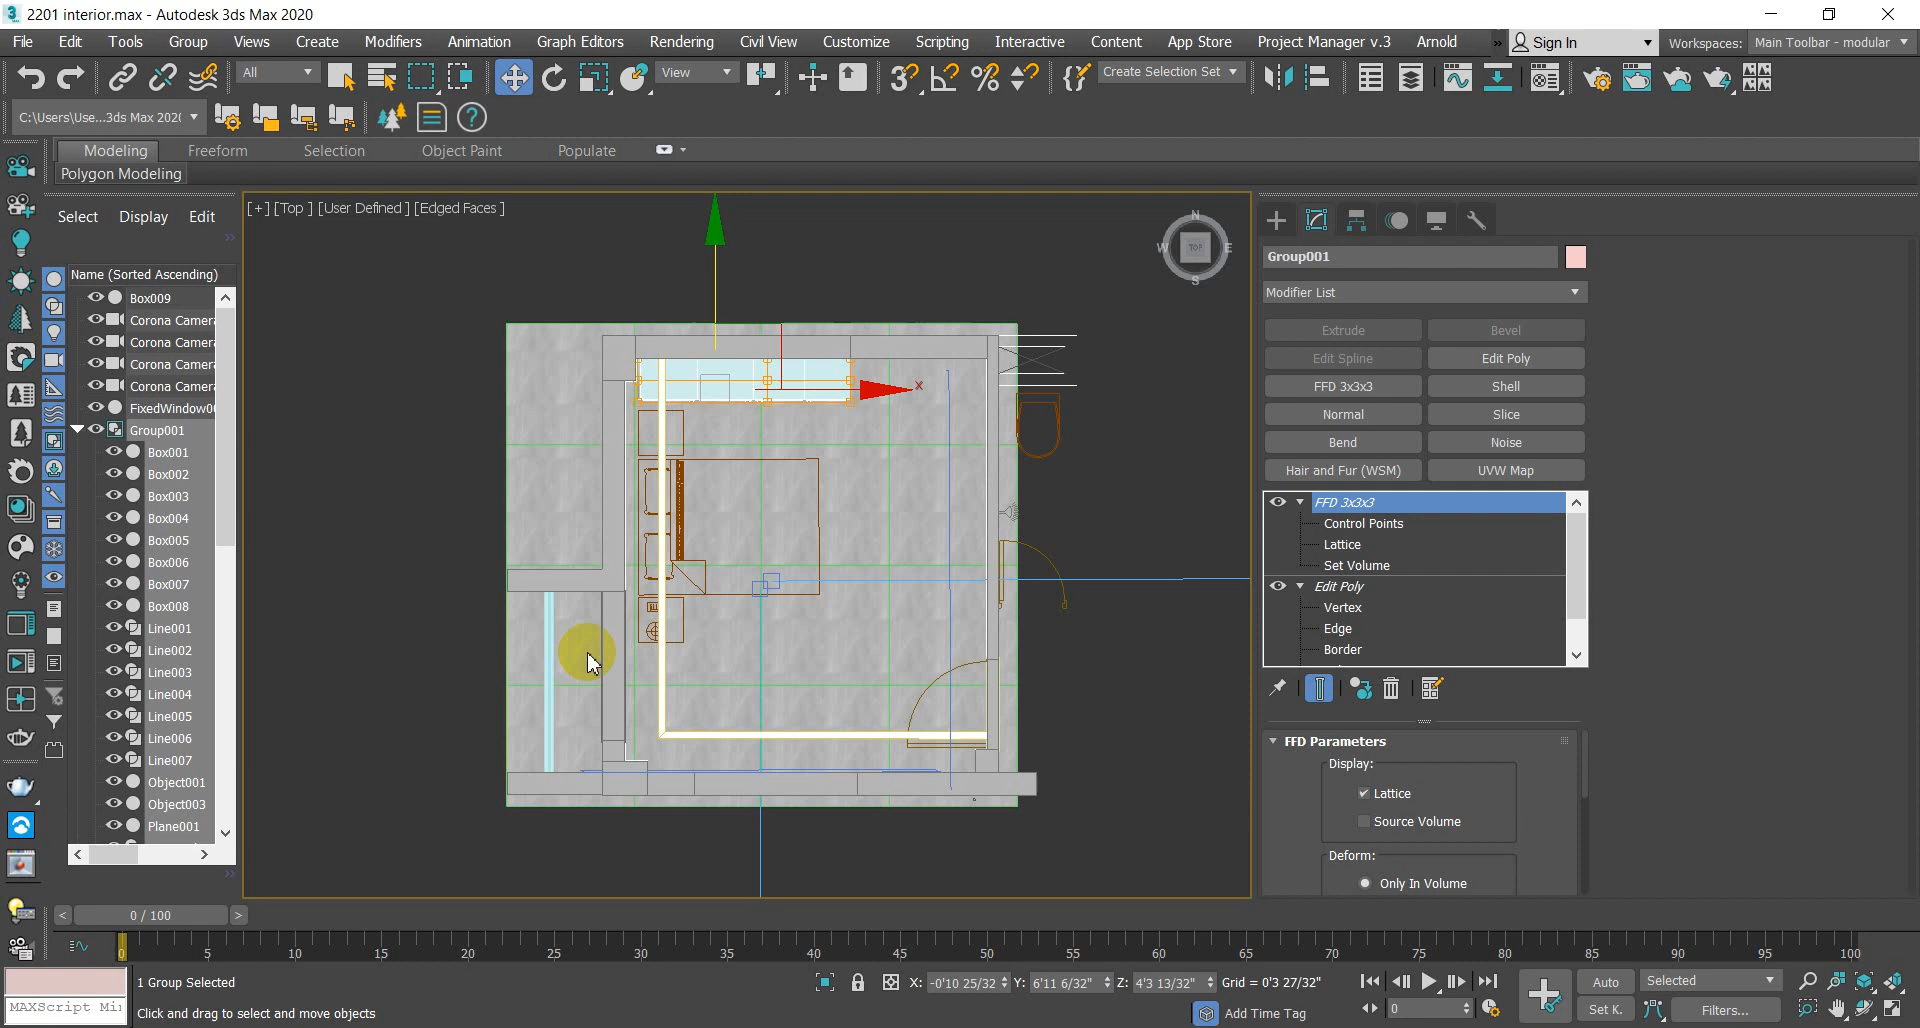 2201 interior.max - Autodesk 3ds Max 2020
File Edit Tools Group Views Create Modifiers Animation Graph Editors Rendering Civil View Customize Scripting Interactive Content App Store Project Manager v.3 Arnold » Sign In Workspaces: Main Toolbar - modular
All View Create Selection Set
C:\Users\Use...3ds Max 202(
Modeling Freeform Selection Object Paint Populate
Polygon Modeling
Select Display Edit
[+] [Top ] [User Defined ] [Edged Faces ]
N
W TOP E
S
x
Name (Sorted Ascending)
Box009
Corona Camera
Corona Camera
Corona Camera
Corona Camera
FixedWindow0
Group001
Box001
Box002
Box003
Box004
Box005
Box006
Box007
Box008
Line001
Line002
Line003
Line004
Line005
Line006
Line007
Object001
Object003
Plane001
Group001
Modifier List
Extrude Bevel
Edit Spline Edit Poly
FFD 3x3x3 Shell
Normal Slice
Bend Noise
Hair and Fur (WSM) UVW Map
FFD 3x3x3
Control Points
Lattice
Set Volume
Edit Poly
Vertex
Edge
Border
FFD Parameters
Display:
Lattice
Source Volume
Deform:
Only In Volume
< 0 / 100 >
0 5 10 15 20 25 30 35 40 45 50 55 60 65 70 75 80 85 90 95 100
1 Group Selected
X: -0'10 25/32 Y: 6'11 6/32" Z: 4'3 13/32" Grid = 0'3 27/32"
Auto Selected
MAXScript Mi
Click and drag to select and move objects
Add Time Tag
0
Set K. Filters...